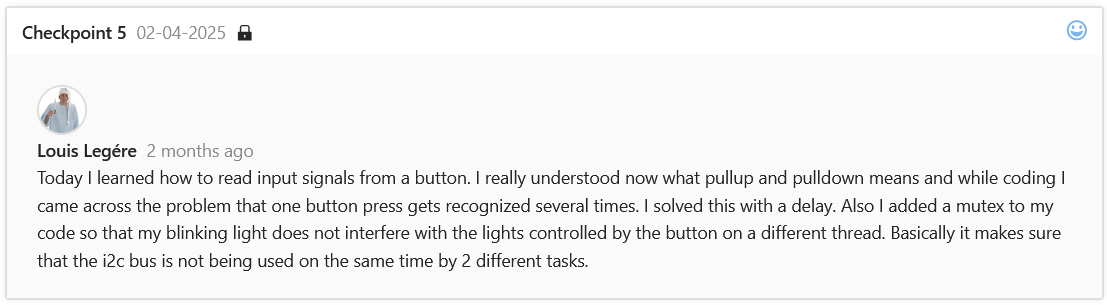 Checkpoint 5 02-04-2025
Louis Legére 2 months ago
Today I learned how to read input signals from a button. I really understood now what pullup and pulldown means and while coding I
came across the problem that one button press gets recognized several times. I solved this with a delay. Also I added a mutex to my
code so that my blinking light does not interfere with the lights controlled by the button on a different thread. Basically it makes sure
that the i2c bus is not being used on the same time by 2 different tasks.